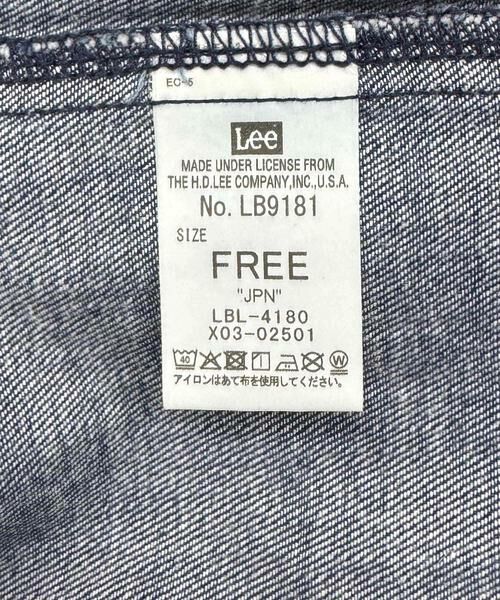 EC-5
Lee
MADE UNDER LICENSE FROM
THE H.D.LEE COMPANY,INC.,U.S.A.
No. LB9181
SIZE
FREE
"JPN"
LBL-4180
X03-02501
40 W
アイロンはあて布を使用してください。